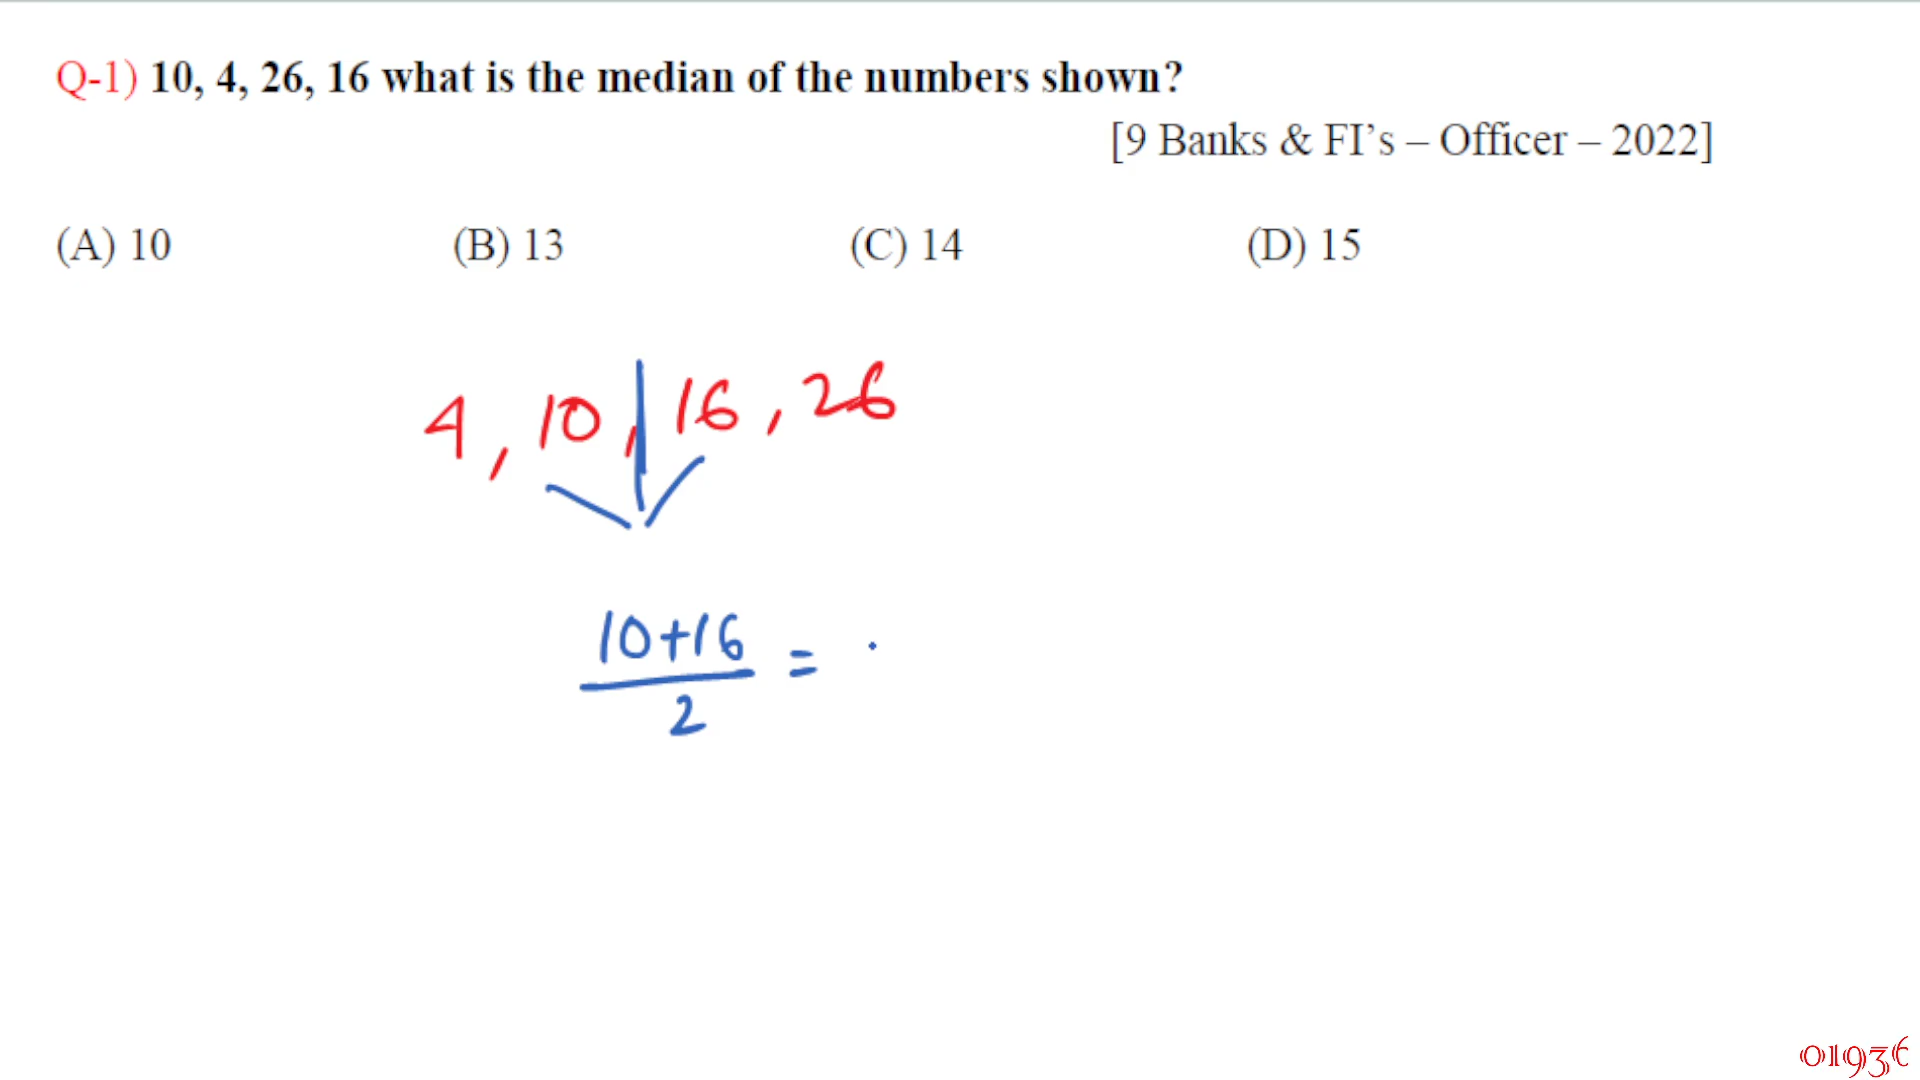 Q-1) 10, 4, 26, 16 what is the median of the numbers shown?
[9 Banks & FI’s – Officer – 2022]
(A) 10 (B) 13 (C) 14 (D) 15
4, 10, 16, 26
10+16
2
=
01936